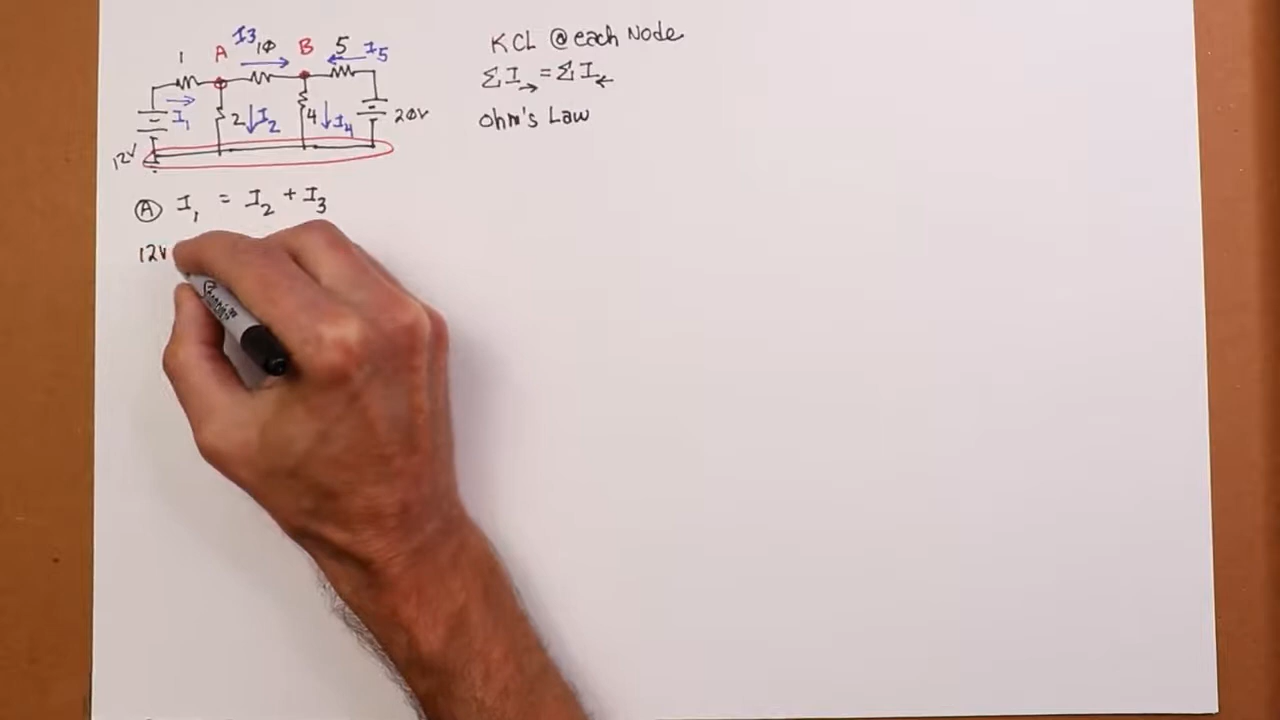 I3
1 A 10 B 5 I5
I1 2 I2 4 I4 20V
12V
KCL @ each Node
ΣI→ = ΣI←
ohm's Law
Ⓐ I1 = I2 + I3
12V